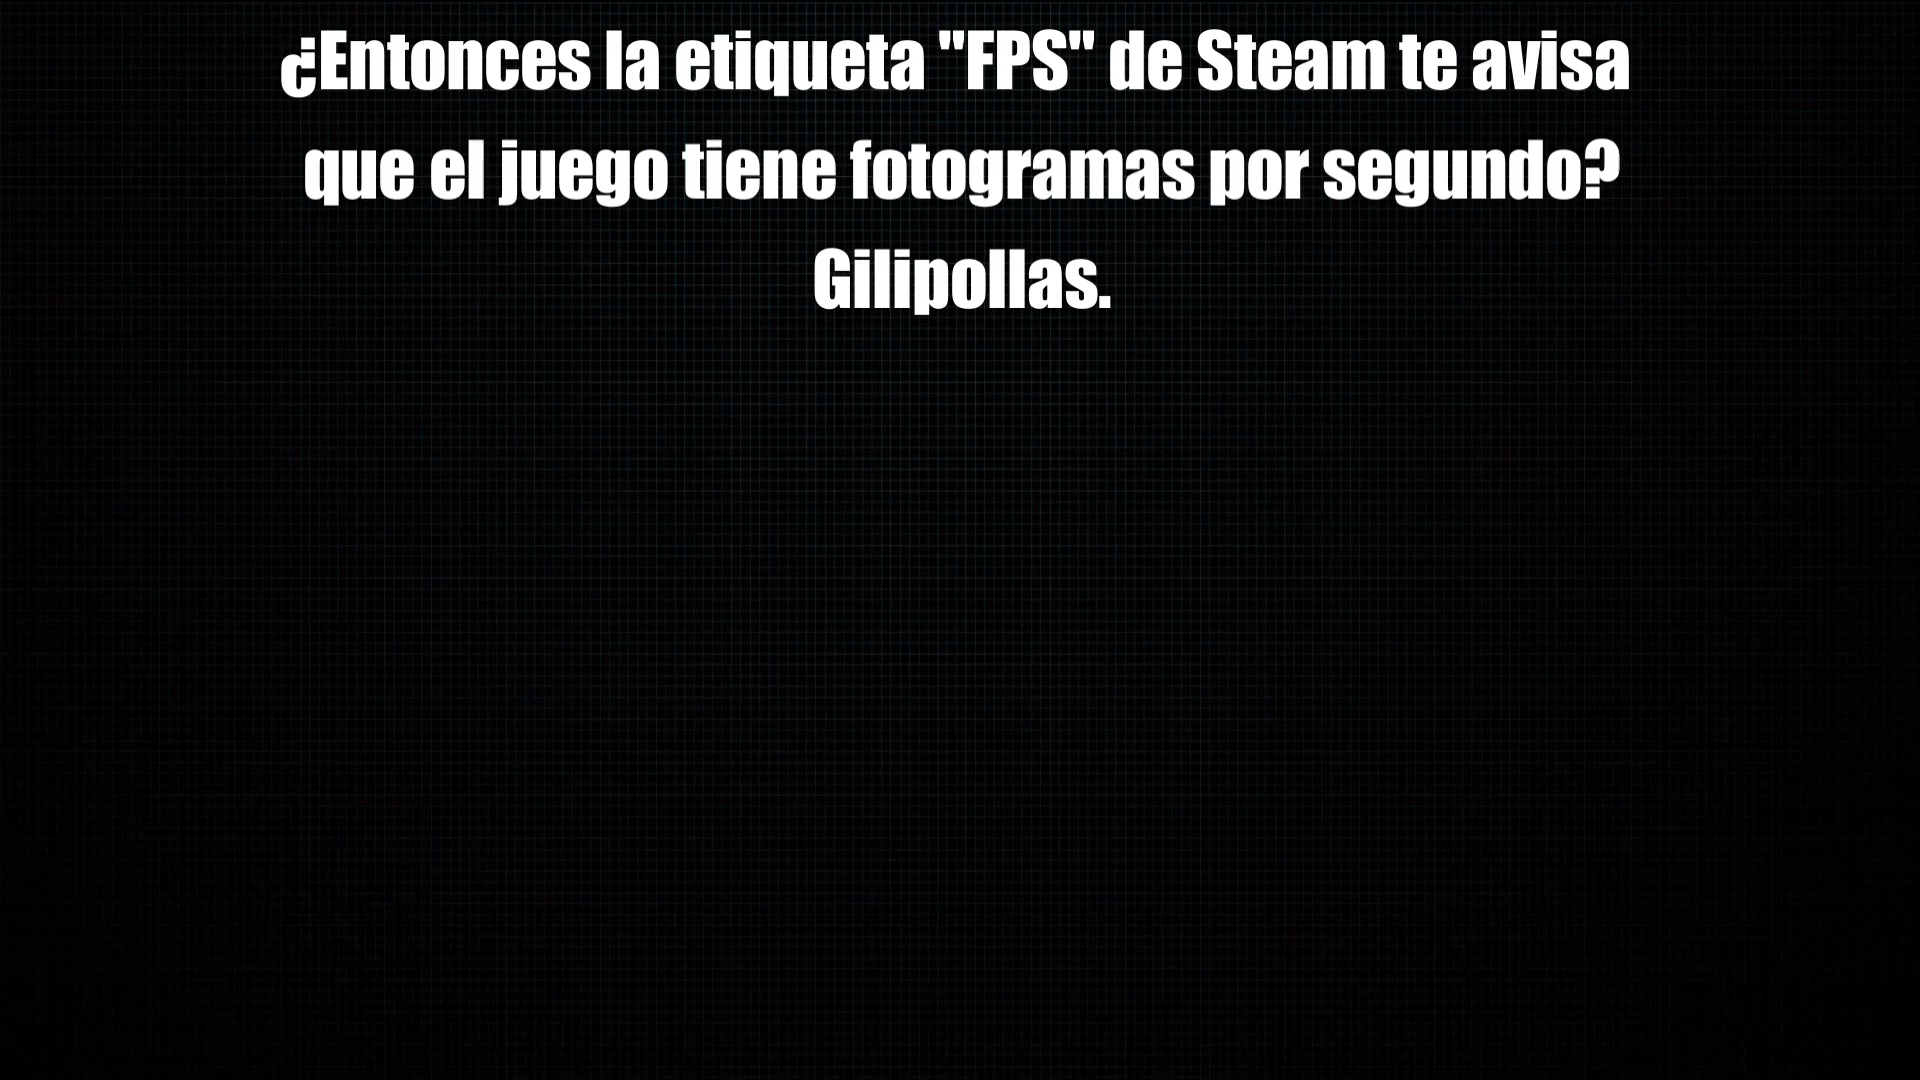 ¿Entonces la etiqueta "FPS" de Steam te avisa
que el juego tiene fotogramas por segundo?
Gilipollas.